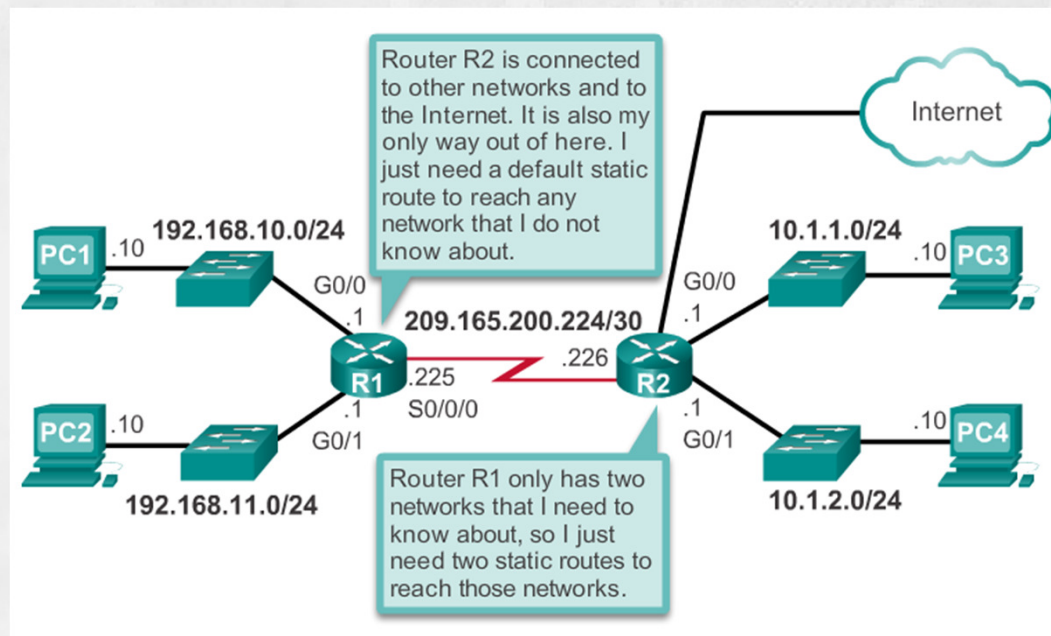 Router R2 is connected
to other networks and to
the Internet. It is also my
only way out of here. I
just need a default static
route to reach any
network that I do not
know about.
Internet
192.168.10.0/24
PC1
.10
G0/0
.1
209.165.200.224/30
R1
.225
S0/0/0
.226
R2
PC2
.10
.1
G0/1
192.168.11.0/24
10.1.1.0/24
G0/0
.1
.10
PC3
.1
G0/1
.10
PC4
10.1.2.0/24
Router R1 only has two
networks that I need to
know about, so I just
need two static routes to
reach those networks.